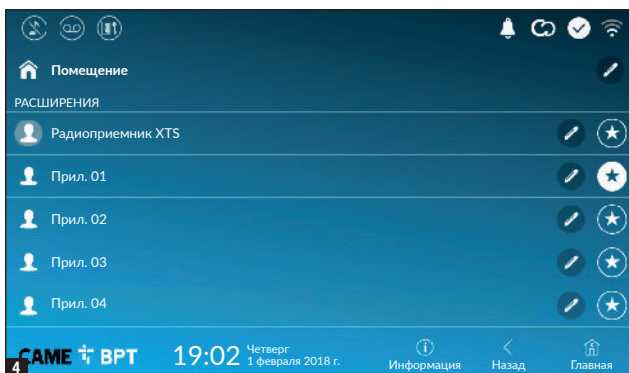 Помещение
РАСШИРЕНИЯ
Радиоприемник XTS
Прил. 01
Прил. 02
Прил. 03
Прил. 04
CAME BPT 19:02 Четверг
1 февраля 2018 г.
Информация Назад Главная
4